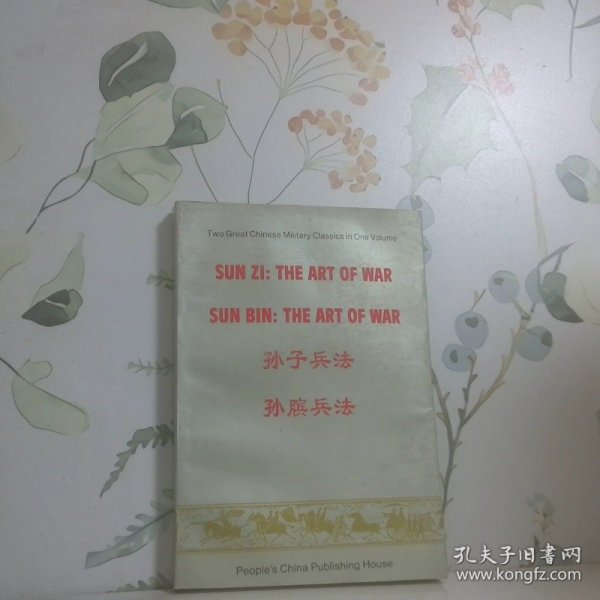 Two Great Chinese Military Classics in One Volume
SUN ZI: THE ART OF WAR
SUN BIN: THE ART OF WAR
孙子兵法
孙膑兵法
People's China Publishing House
孔夫子旧书网
www.kongfz.com